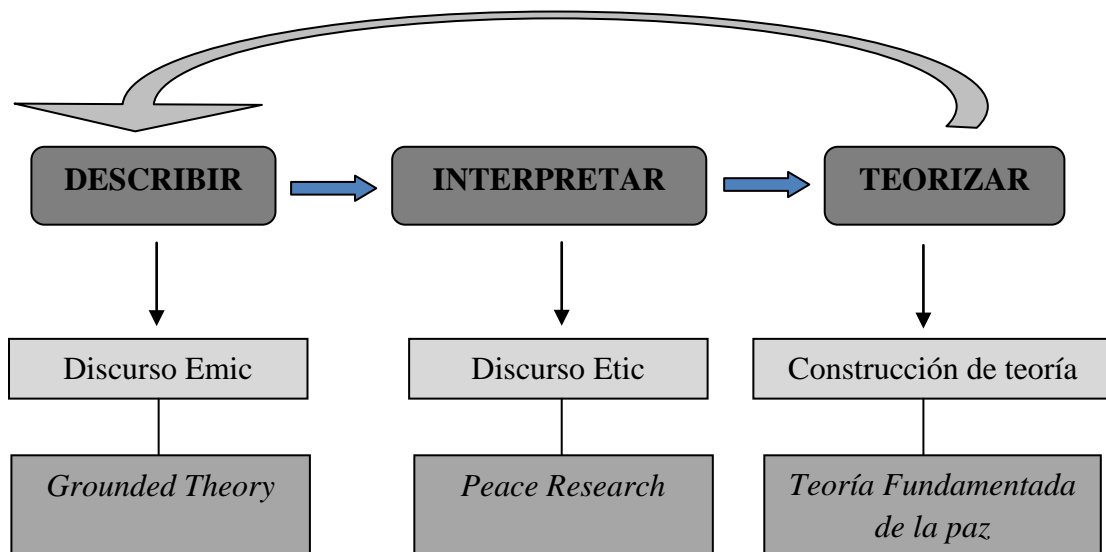 DESCRIBIR
INTERPRETAR
TEORIZAR
Discurso Emic
Discurso Etic
Construcción de teoría
Grounded Theory
Peace Research
Teoría Fundamentada
de la paz